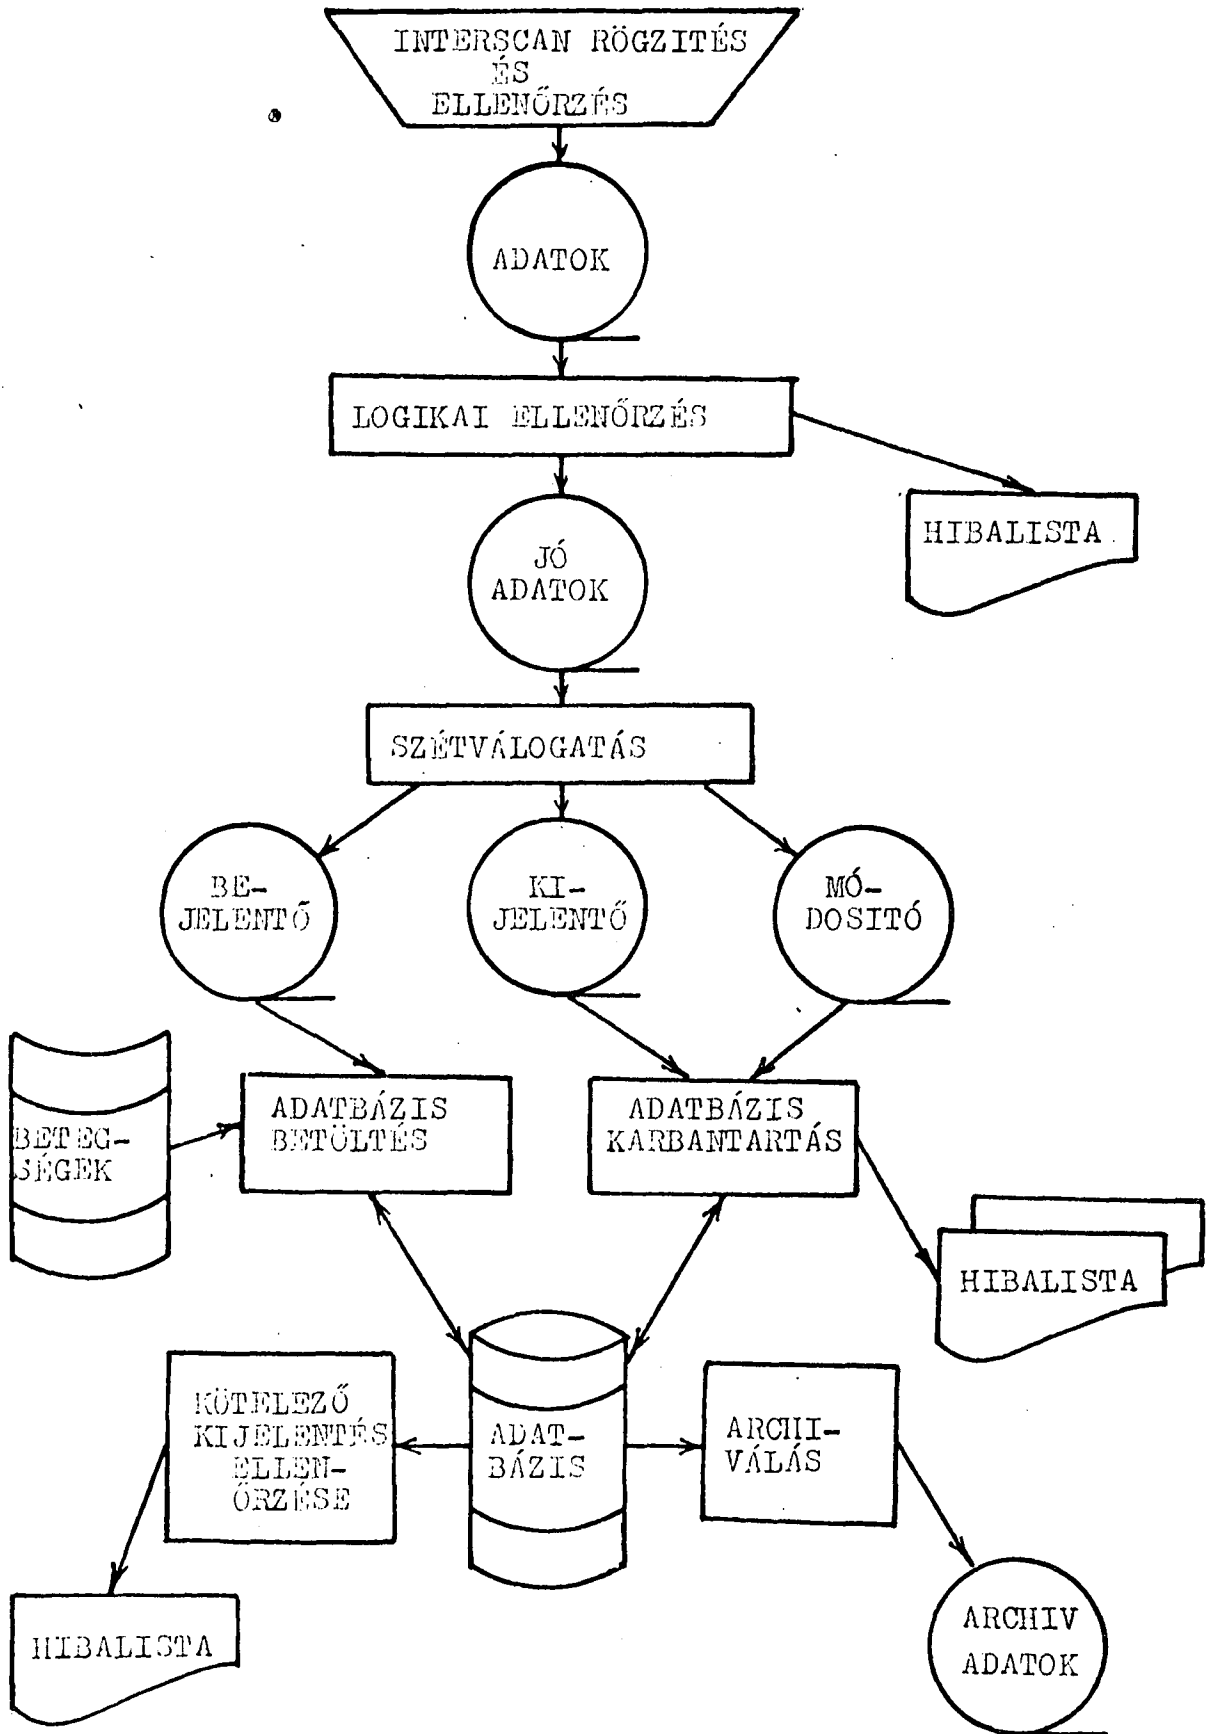 INTERSCAN RÖGZITÉS
ÉS
ELLENŐRZÉS
ADATOK
LOGIKAI ELLENŐRZÉS
HIBALISTA
JÓ
ADATOK
SZÉTVÁLOGATÁS
BE-
JELENTŐ
KI-
JELENTŐ
MÓ-
DOSITÓ
BETEG-
SÉGEK
ADATBÁZIS
BETÖLTÉS
ADATBÁZIS
KARBANTARTÁS
HIBALISTA
KÖTELEZŐ
KIJELENTÉS
ELLEN-
ŐRZÉSE
ADAT-
BÁZIS
ARCHI-
VÁLÁS
HIBALISTA
ARCHIV
ADATOK